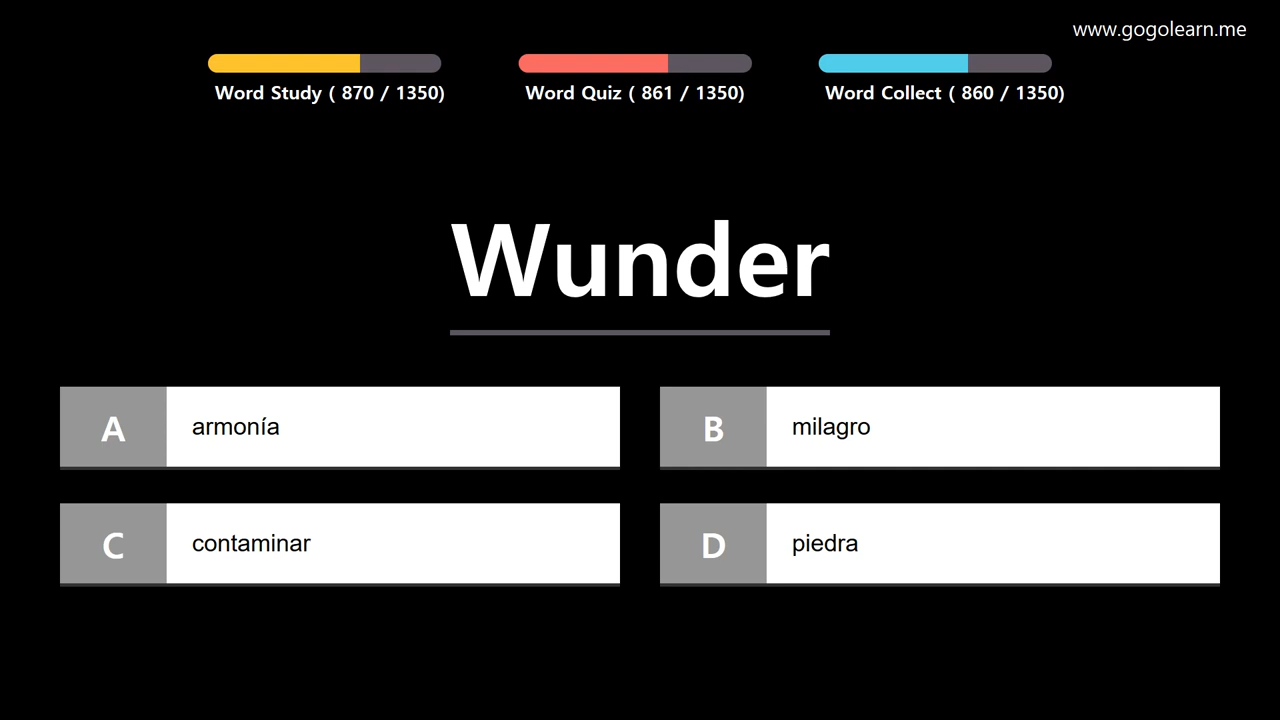 www.gogolearn.me
Word Study ( 870 / 1350)
Word Quiz ( 861 / 1350)
Word Collect ( 860 / 1350)
Wunder
A armonía
B milagro
C contaminar
D piedra